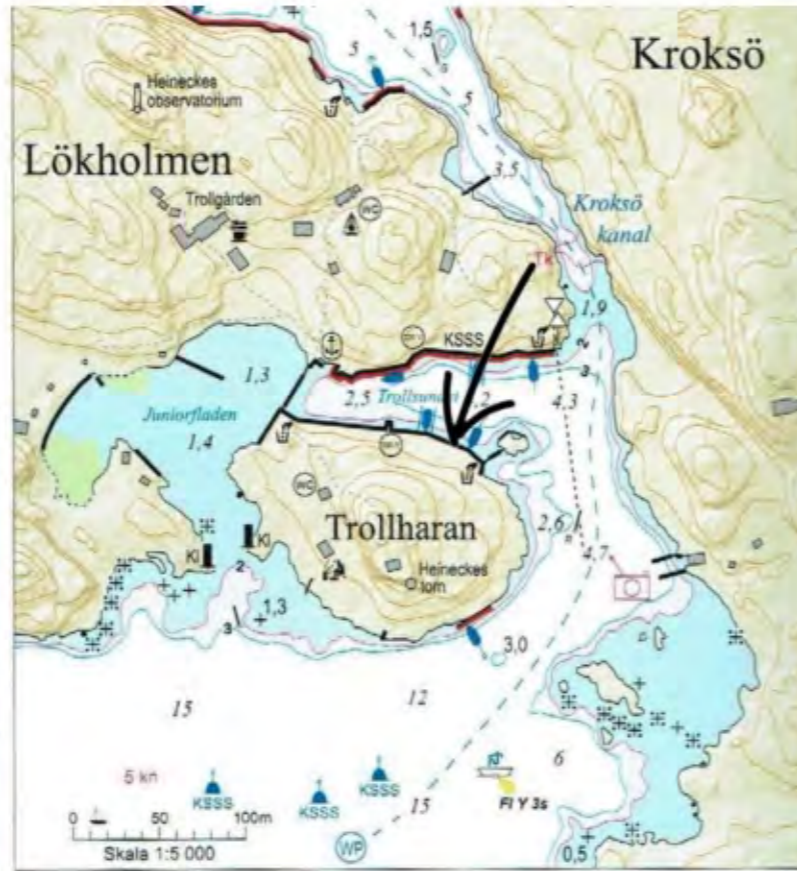 5
1,5
Kroksö
Heineckes
observatorium
5
Lökholmen
3,5
Trollgården
WC
Kroksö
kanal
Tk
1,9
KSSS
2
1,3
2,5
Trollsundet
,2
4,3
3
Juniorfladen
1,4
WC
Trollharan
2,6
Kl
Kl
4,7
2
Heineckes
torn
1,3
3
3,0
12
15
6
5 kn
KSSS
KSSS
KSSS
Fl Y 3s
15
0
100m
Skala 1:5 000
WP
0,5